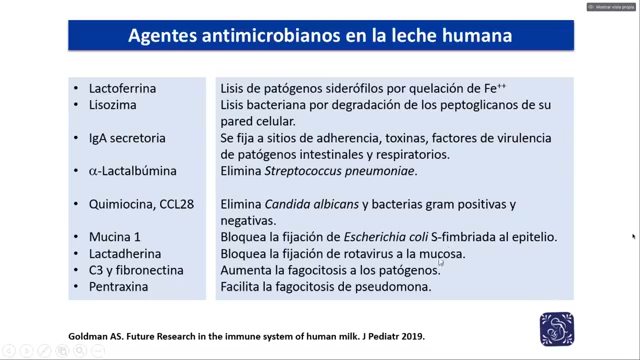 Mostrar vista propia
Agentes antimicrobianos en la leche humana
• Lactoferrina Lisis de patógenos siderófilos por quelación de Fe⁺⁺
• Lisozima Lisis bacteriana por degradación de los peptoglicanos de su
pared celular.
• IgA secretoria Se fija a sitios de adherencia, toxinas, factores de virulencia
de patógenos intestinales y respiratorios.
• α-Lactalbúmina Elimina Streptococcus pneumoniae.
• Quimiocina, CCL28 Elimina Candida albicans y bacterias gram positivas y
negativas.
• Mucina 1 Bloquea la fijación de Escherichia coli S-fimbriada al epitelio.
• Lactadherina Bloquea la fijación de rotavirus a la mucosa.
• C3 y fibronectina Aumenta la fagocitosis a los patógenos.
• Pentraxina Facilita la fagocitosis de pseudomona.
Goldman AS. Future Research in the immune system of human milk. J Pediatr 2019.